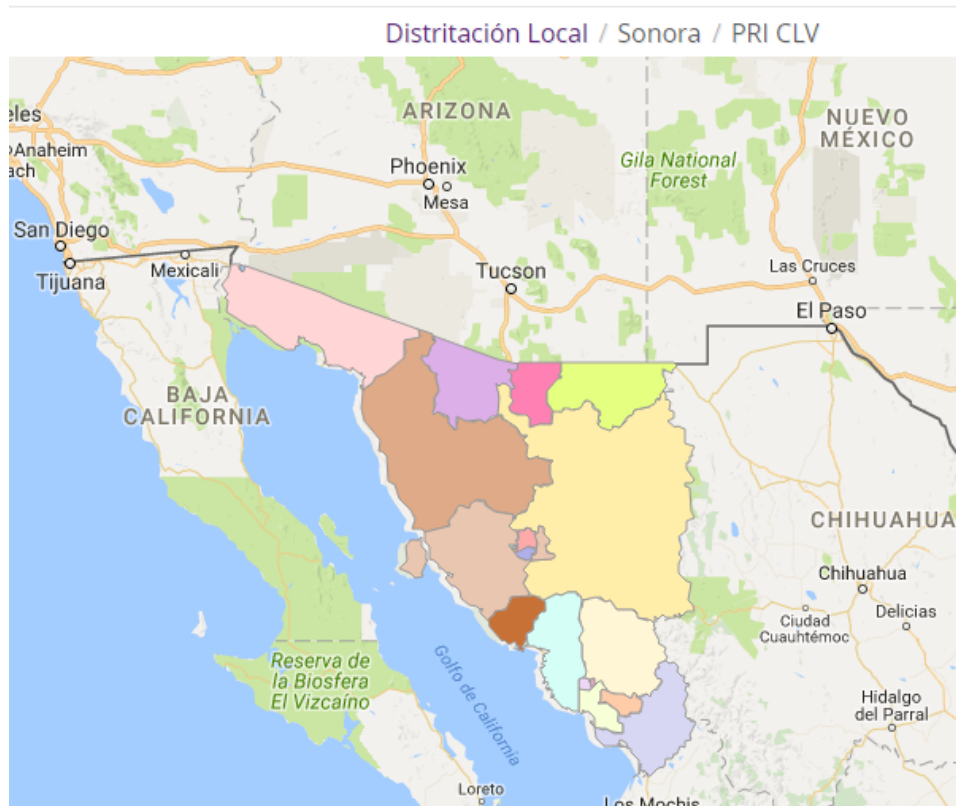 Distritación Local / Sonora / PRI CLV
ARIZONA
NUEVO
MÉXICO
eles
Anaheim
ach
Phoenix
Mesa
Gila National
Forest
San Diego
Tijuana
Mexicali
Tucson
Las Cruces
El Paso
BAJA
CALIFORNIA
CHIHUAHUA
Chihuahua
Delicias
Ciudad
Cuauhtémoc
Reserva de
la Biosfera
El Vizcaíno
Golfo de California
Hidalgo
del Parral
Loreto
Los Mochis